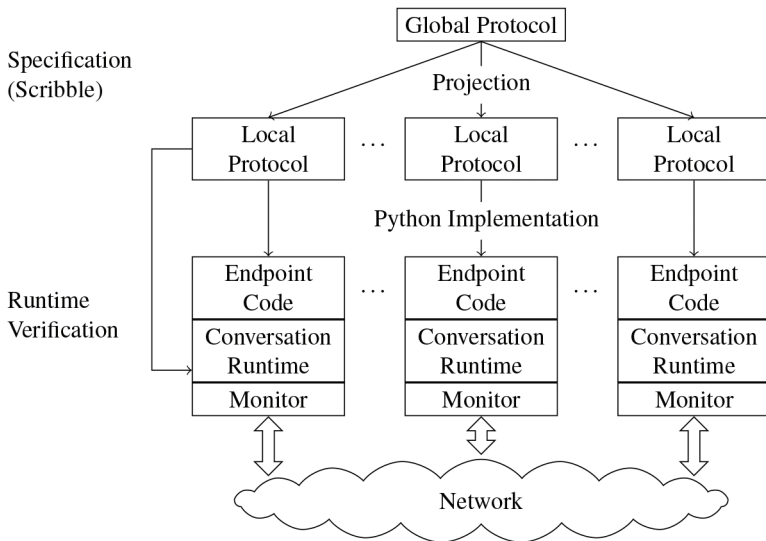 Global Protocol
Specification
(Scribble)
Projection
Local
Protocol
...
Local
Protocol
...
Local
Protocol
Python Implementation
Runtime
Verification
Endpoint
Code
...
Endpoint
Code
...
Endpoint
Code
Conversation
Runtime
Conversation
Runtime
Conversation
Runtime
Monitor
Monitor
Monitor
Network